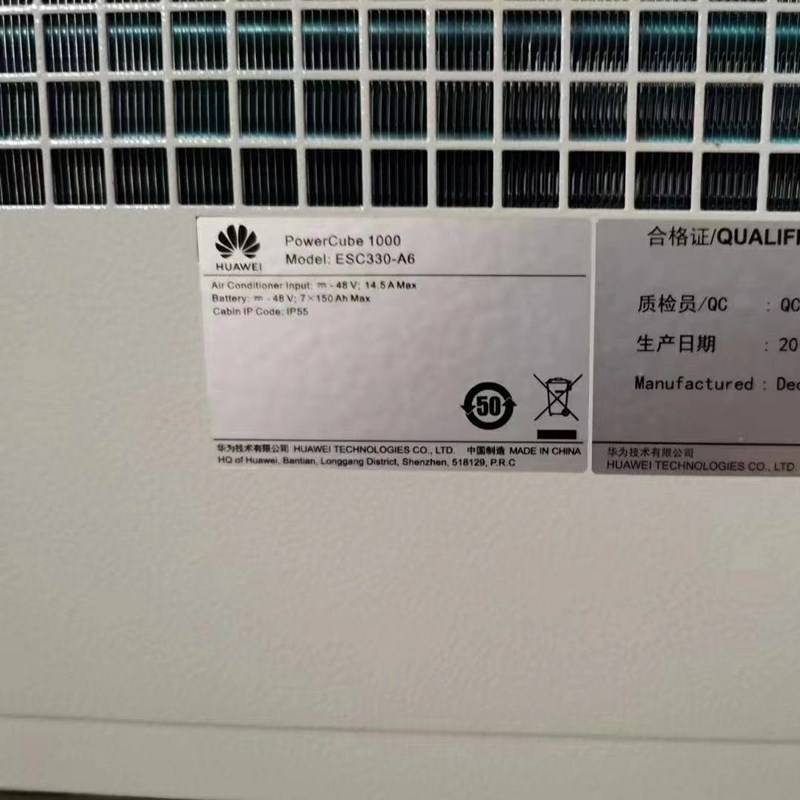 HUAWEI
PowerCube 1000
Model: ESC330-A6
Air Conditioner Input: ⎓ - 48 V; 14.5 A Max
Battery: ⎓ - 48 V; 7×150 Ah Max
Cabin IP Code: IP55
50
华为技术有限公司 HUAWEI TECHNOLOGIES CO., LTD. 中国制造 MADE IN CHINA
HQ of Huawei, Bantian, Longgang District, Shenzhen, 518129, P.R.C
合格证/QUALIF
质检员/QC : QC
生产日期 : 20
Manufactured : Dec
华为技术有限公司
HUAWEI TECHNOLOGIES CO., LTD.